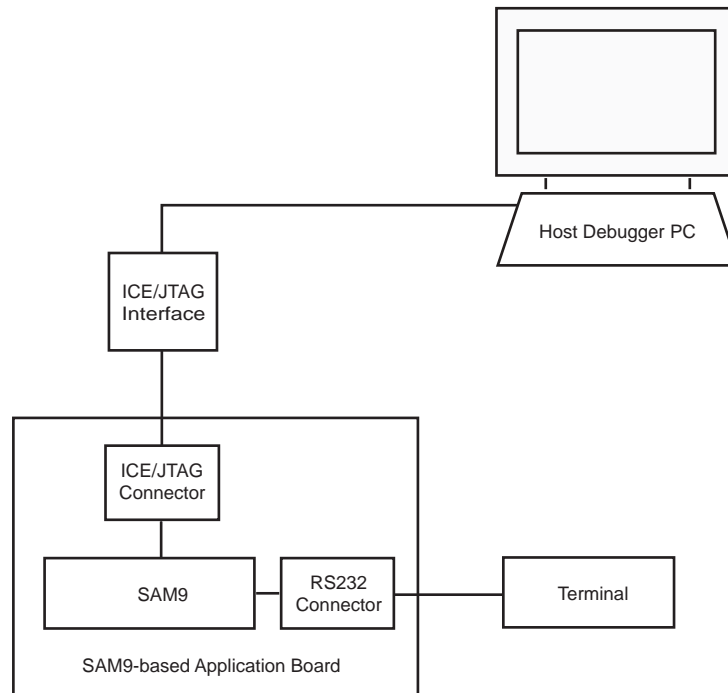 Host Debugger PC
ICE/JTAG
Interface
ICE/JTAG
Connector
SAM9
RS232
Connector
Terminal
SAM9-based Application Board